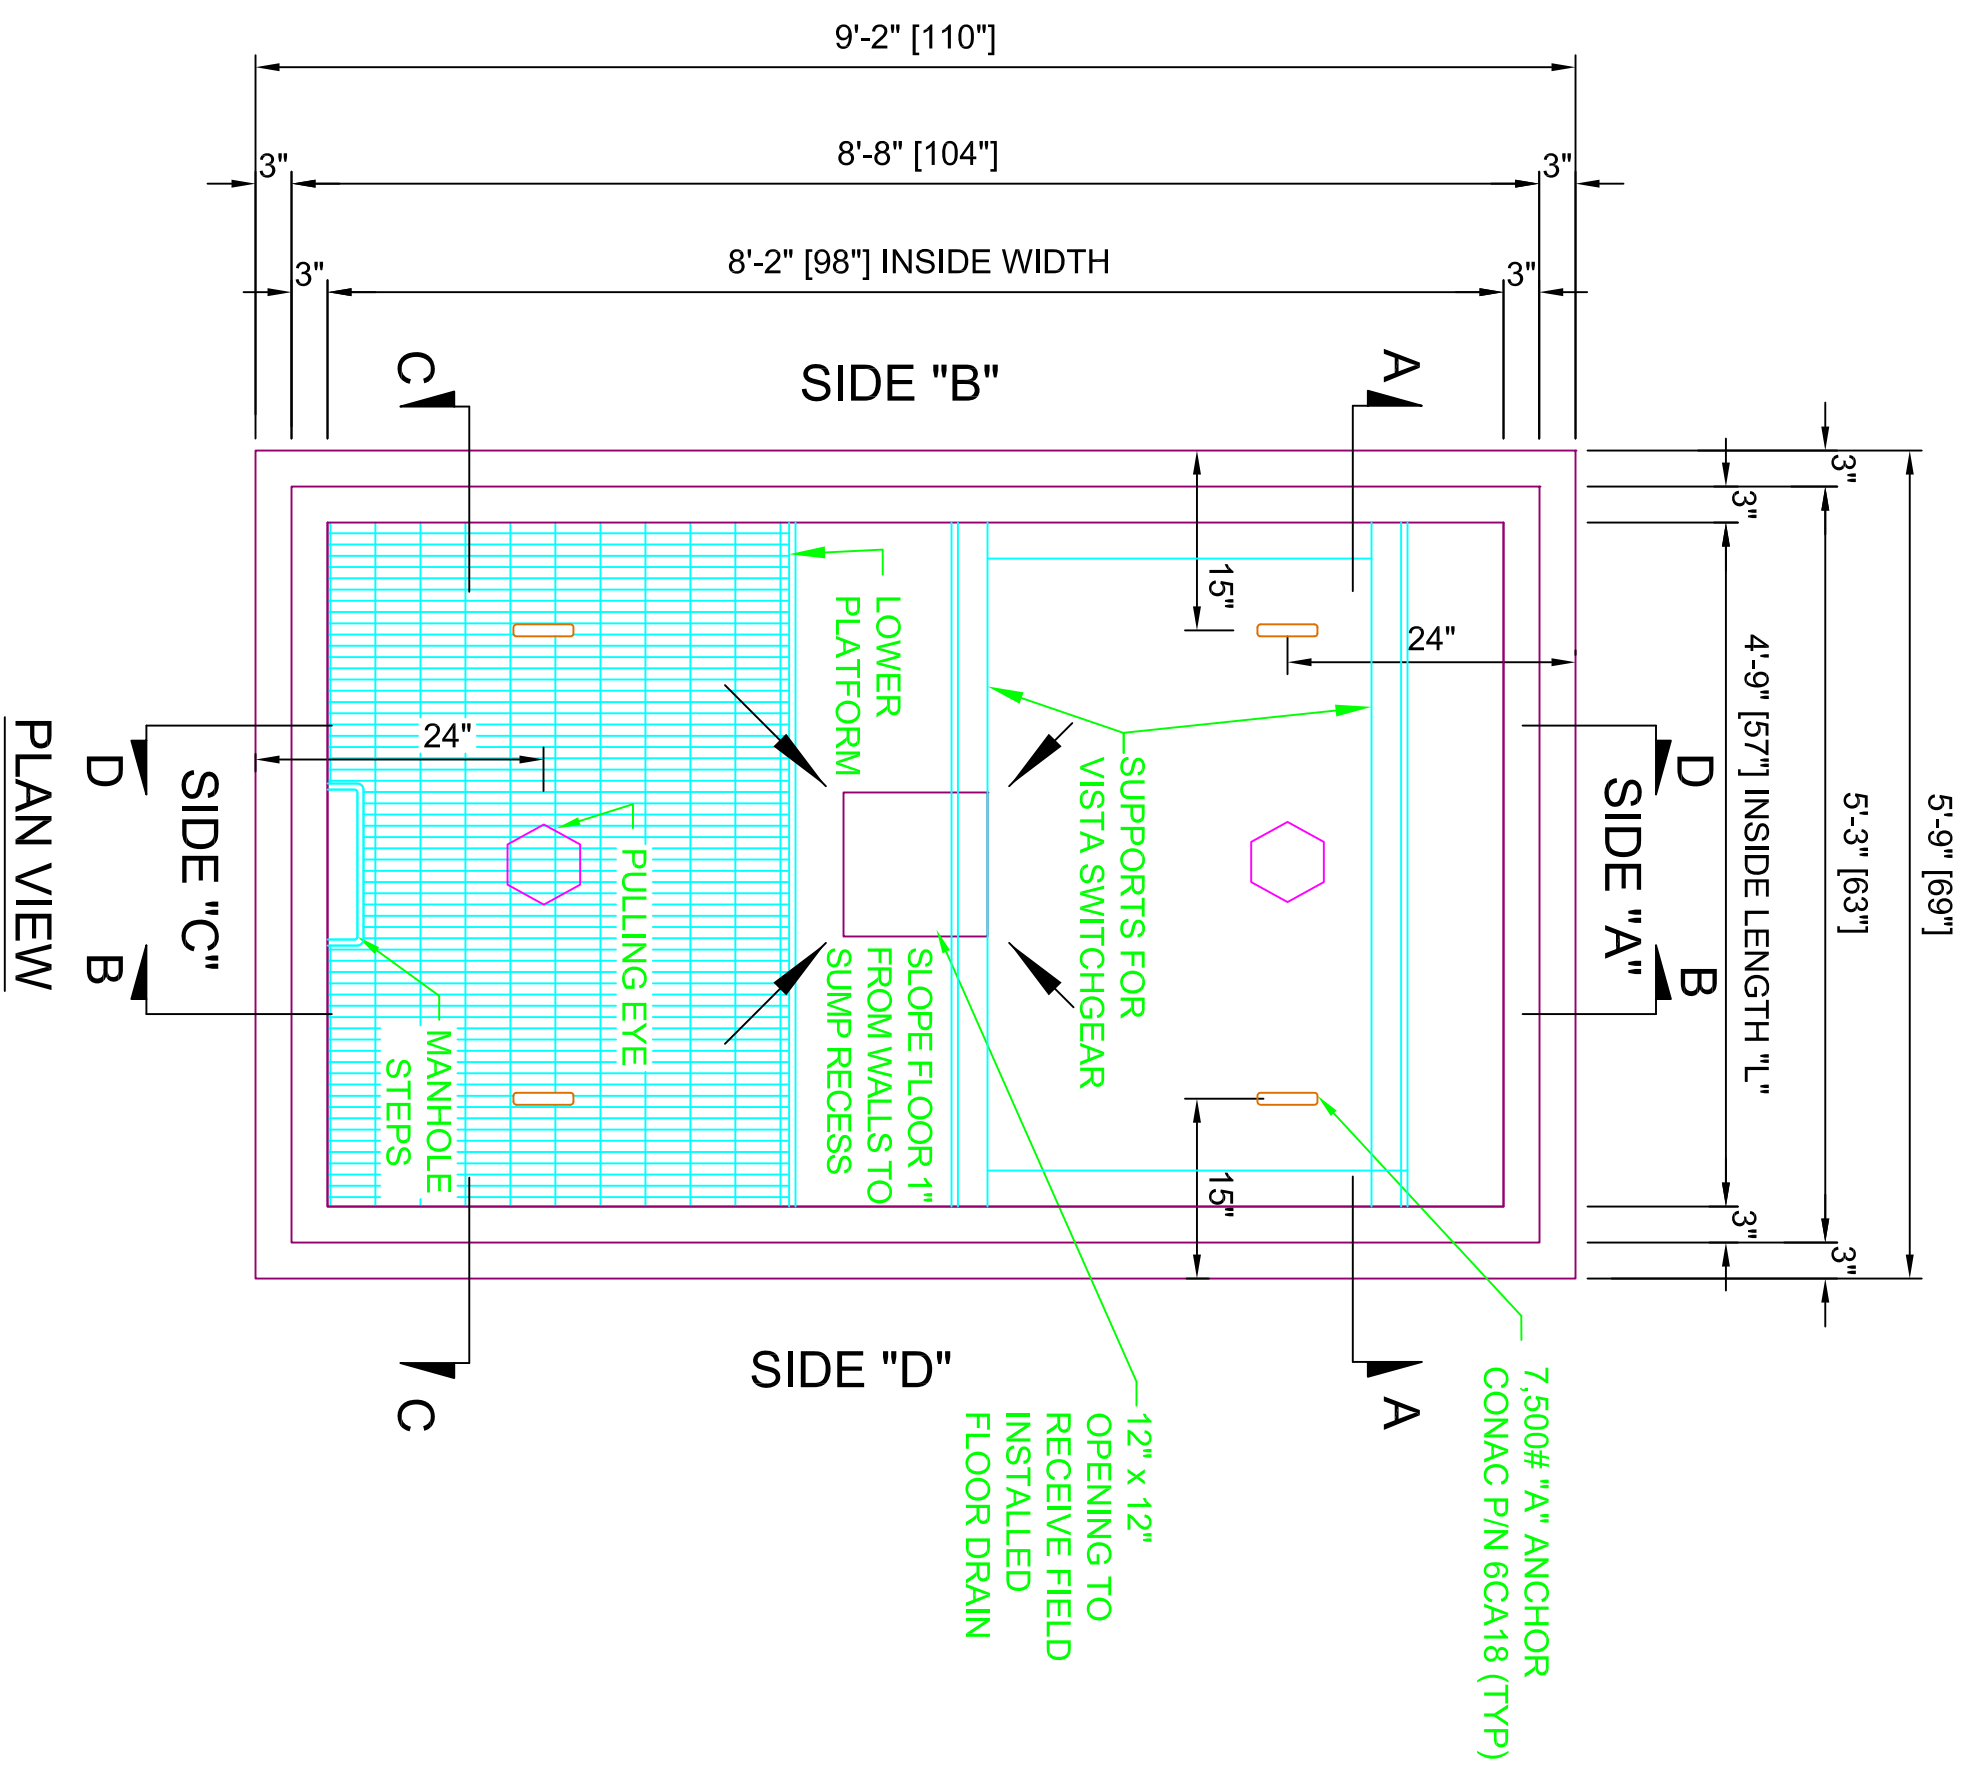 9'-2" [110"]
8'-8" [104"]
3"
3"
8'-2" [98"] INSIDE WIDTH
3"
3"
C
SIDE "B"
A
3"
3"
15"
24"
4'-9" [57"] INSIDE LENGTH "L"
5'-3" [63"]
5'-9" [69"]
LOWER
PLATFORM
SUPPORTS FOR
VISTA SWITCHGEAR
24"
D
SIDE "A"
B
D
SIDE "C"
B
PLAN VIEW
PULLING EYE
MANHOLE
STEPS
SLOPE FLOOR 1"
FROM WALLS TO
SUMP RECESS
15"
3"
3"
C
SIDE "D"
A
12" x 12"
OPENING TO
RECEIVE FIELD
INSTALLED
FLOOR DRAIN
7,500# "A" ANCHOR
CONAC P/N 6CA18 (TYP)